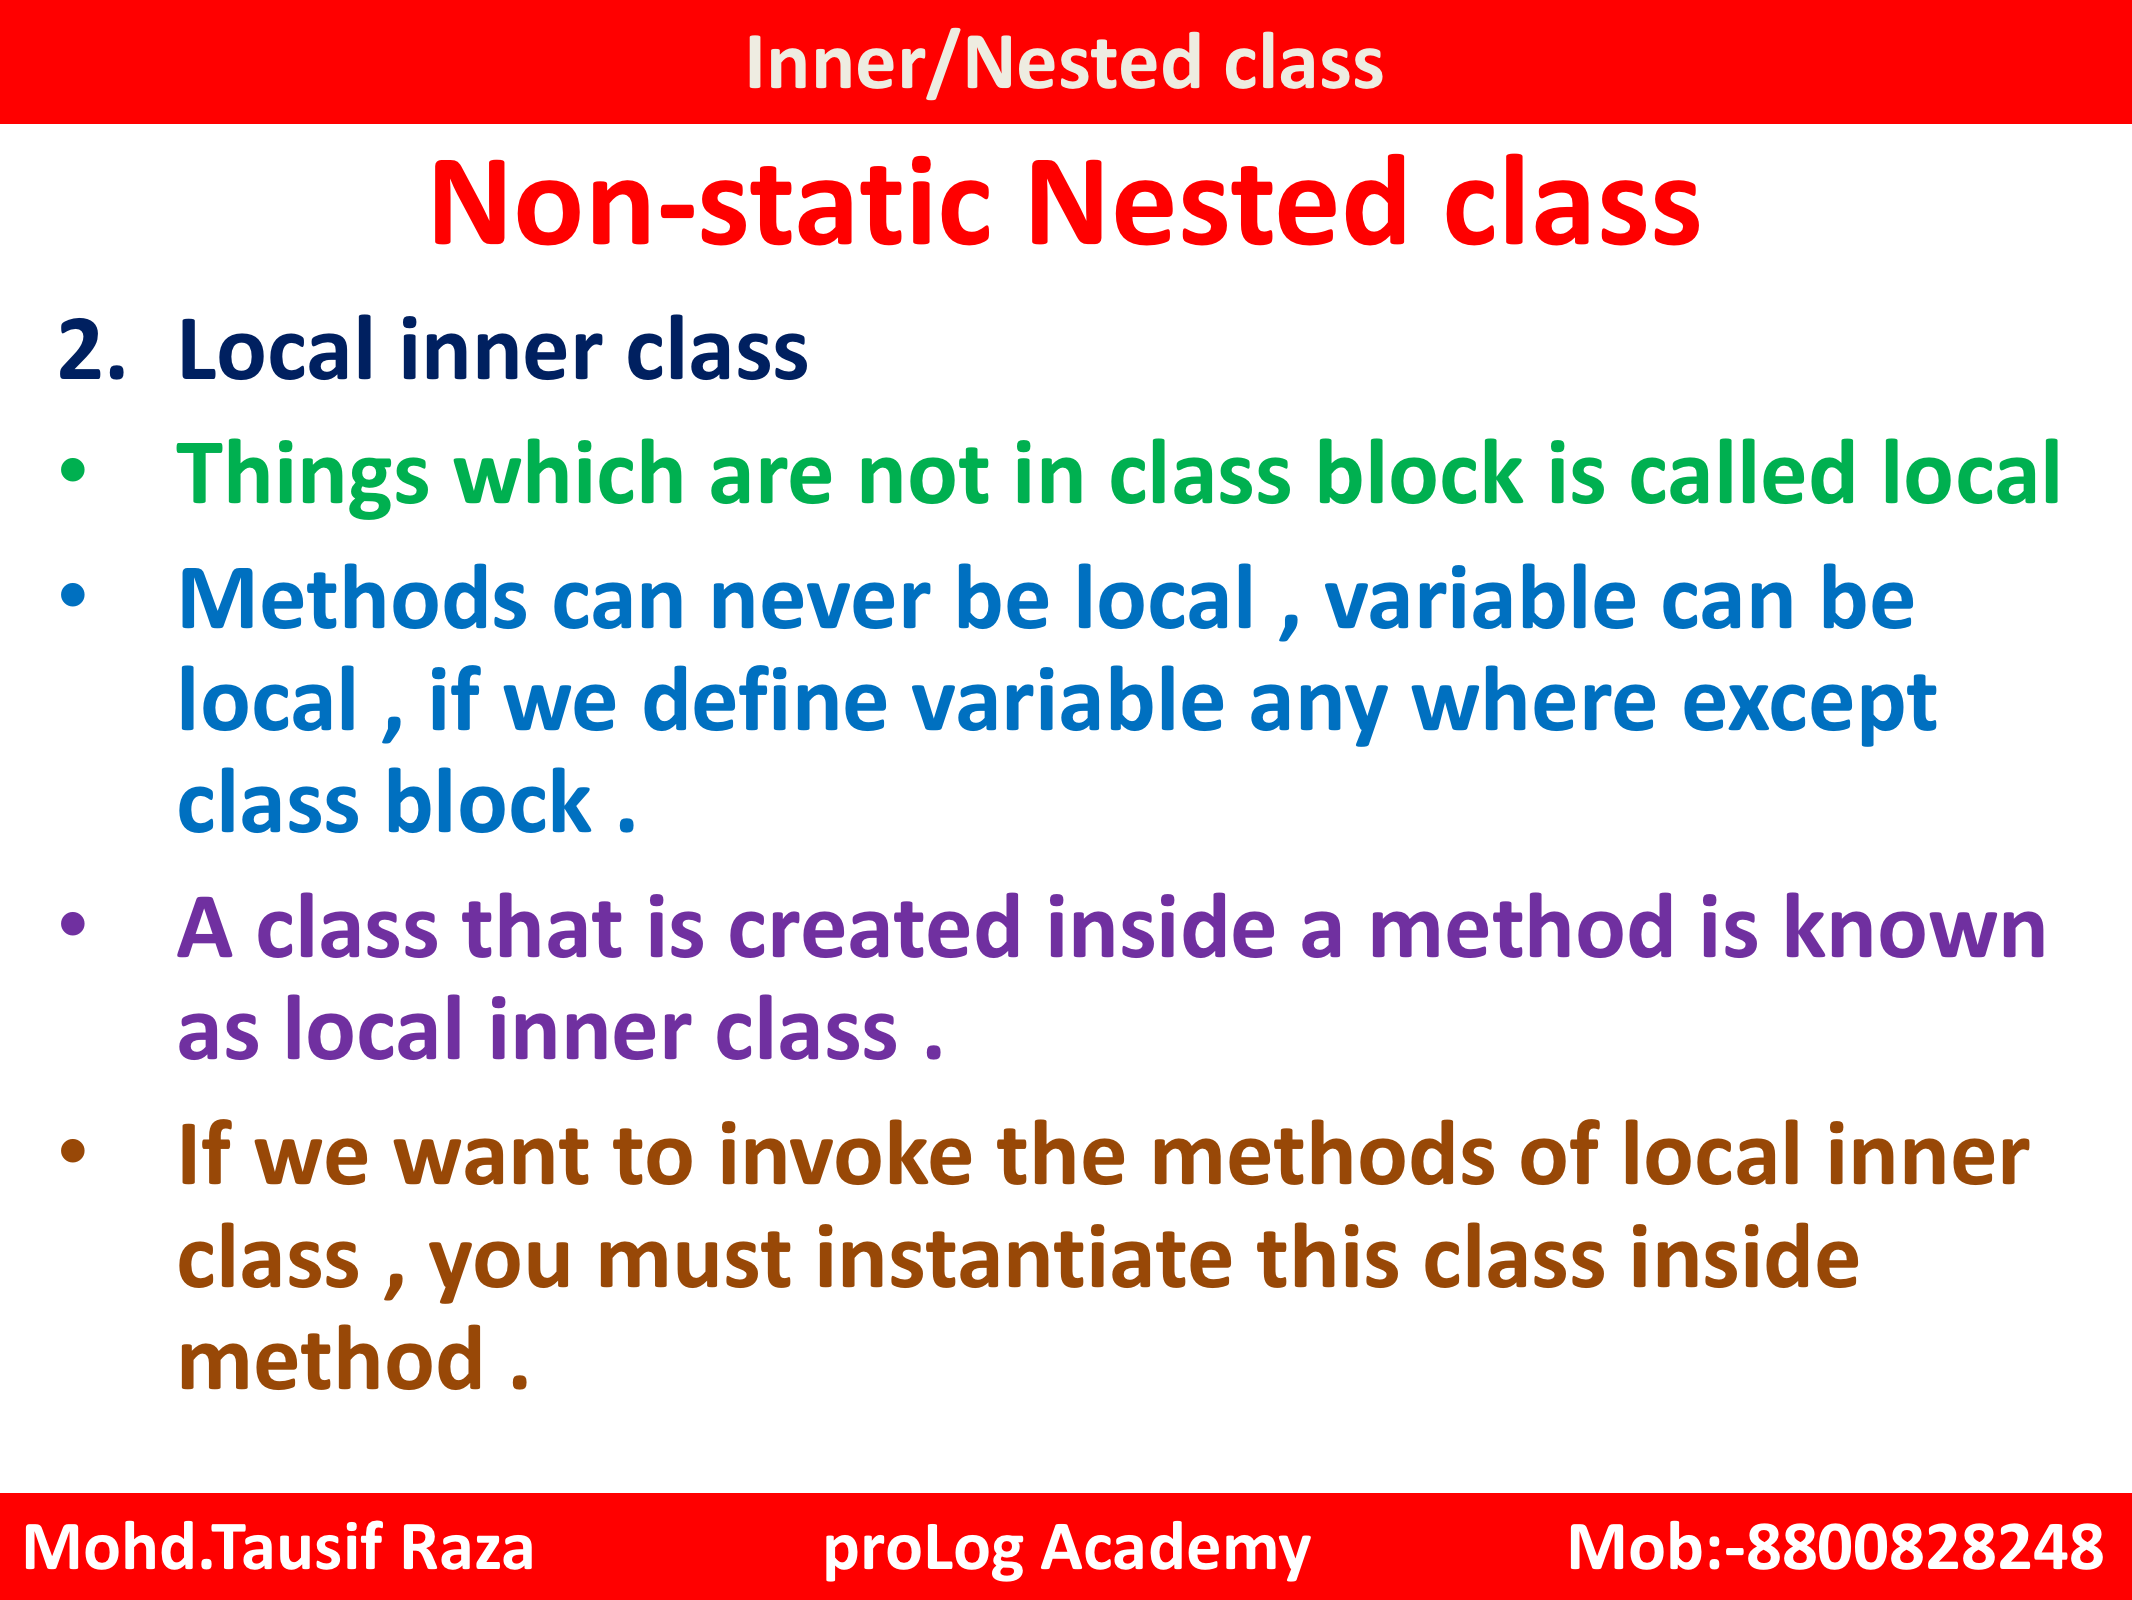 Inner/Nested class
Non-static Nested class
2. Local inner class
• Things which are not in class block is called local
• Methods can never be local , variable can be
local , if we define variable any where except
class block .
• A class that is created inside a method is known
as local inner class .
• If we want to invoke the methods of local inner
class , you must instantiate this class inside
method .
Mohd.Tausif Raza proLog Academy Mob:-8800828248